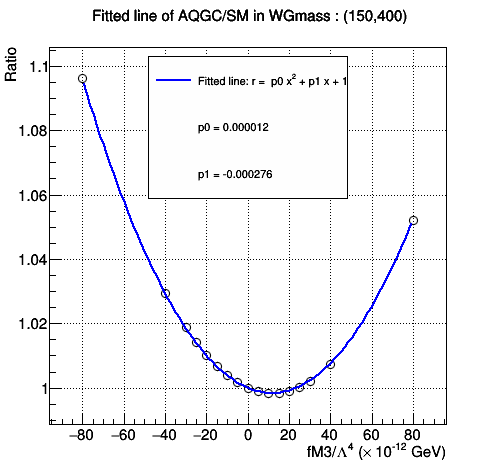 Fitted line of AQGC/SM in WGmass : (150,400)
Ratio
1.1
1.08
1.06
1.04
1.02
1
Fitted line: r = p0 x² + p1 x + 1
p0 = 0.000012
p1 = -0.000276
−80 −60 −40 −20 0 20 40 60 80
fM3/Λ⁴ (× 10⁻¹² GeV)